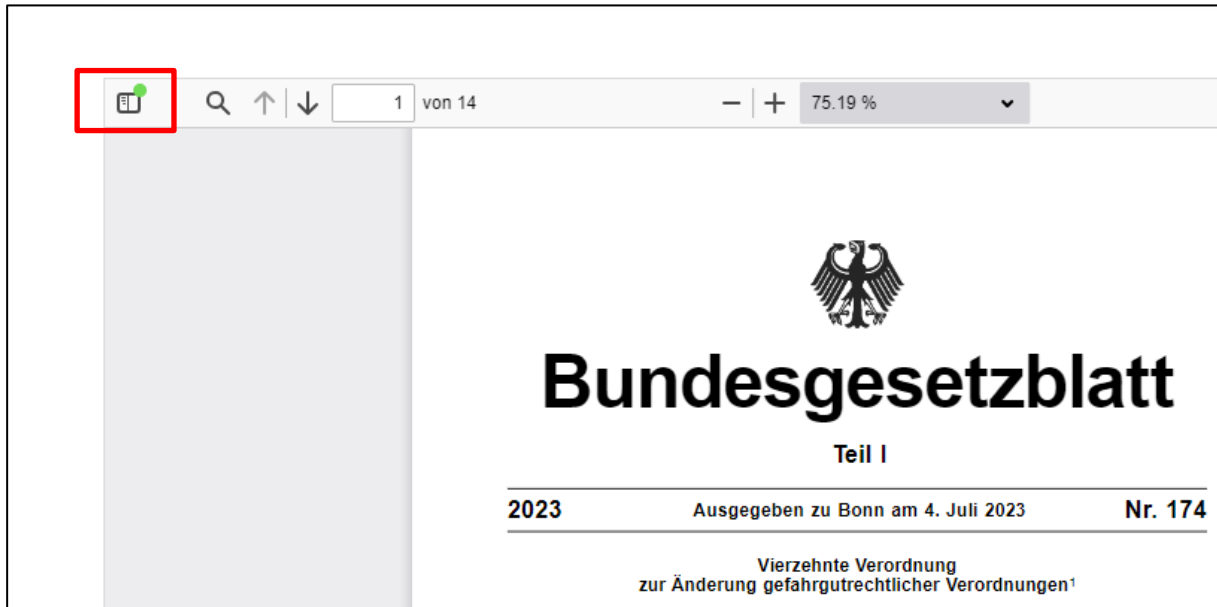 1 von 14 75.19 %
Bundesgesetzblatt
Teil I
2023 Ausgegeben zu Bonn am 4. Juli 2023 Nr. 174
Vierzehnte Verordnung
zur Änderung gefahrgutrechtlicher Verordnungen¹